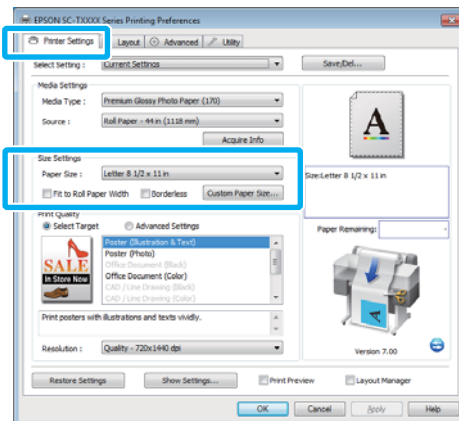 EPSON SC-TXXXX Series Printing Preferences
Printer Settings Layout Advanced Utility
Select Setting : Current Settings Save/Del...
Media Settings
Media Type : Premium Glossy Photo Paper (170)
Source : Roll Paper - 44 in (1118 mm)
Acquire Info
A
Size Settings
Paper Size : Letter 8 1/2 x 11 in
Size:Letter 8 1/2 x 11 in
Fit to Roll Paper Width Borderless Custom Paper Size...
Print Quality
Select Target Advanced Settings
Paper Remaining: -
SALE
In Store Now
Poster (Illustration & Text)
Poster (Photo)
Office Document (Black)
Office Document (Color)
CAD / Line Drawing (Black)
CAD / Line Drawing (Color)
A
Print posters with illustrations and texts vividly.
Resolution : Quality - 720x1440 dpi
Version 7.00
Restore Settings Show Settings... Print Preview Layout Manager
OK Cancel Apply Help